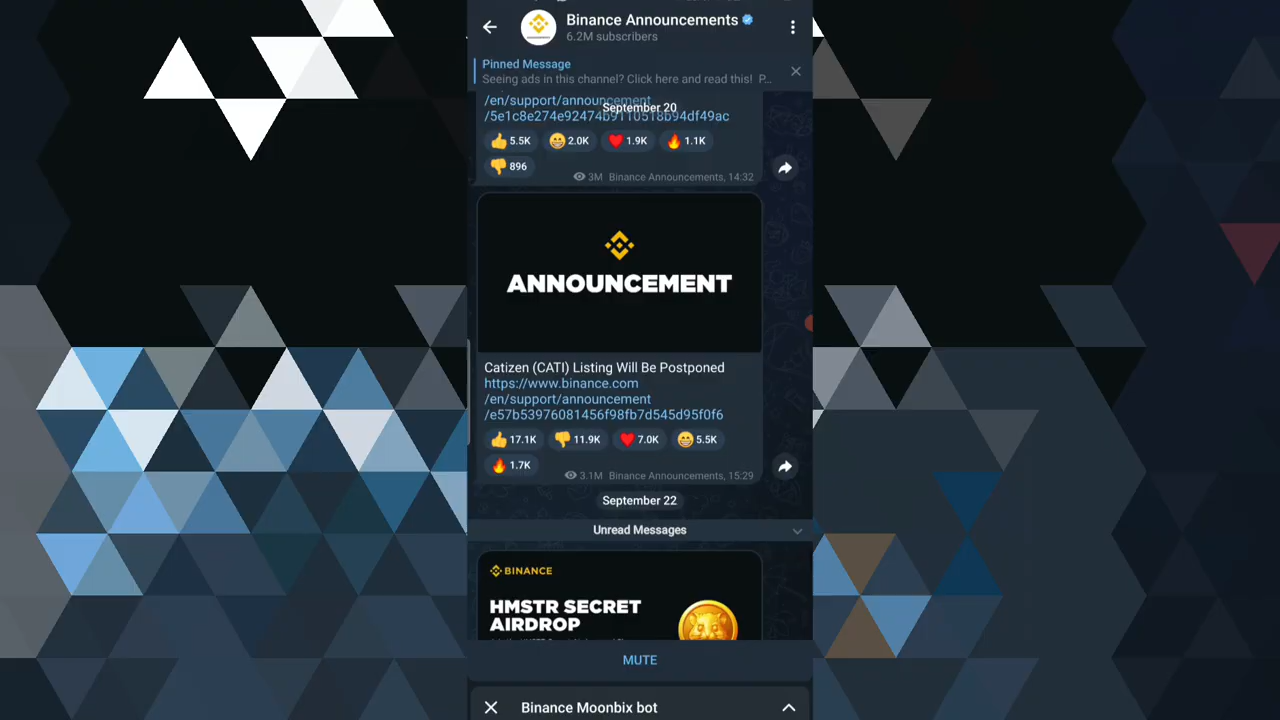 Binance Announcements
6.2M subscribers
Pinned Message
Seeing ads in this channel? Click here and read this! P...
/en/support/announcement
September 20
5.5K 2.0K 1.9K 1.1K
896
3M Binance Announcements, 14:32
ANNOUNCEMENT
Catizen (CATI) Listing Will Be Postponed
https://www.binance.com
/en/support/announcement
/e57b53976081456f98fb7d545d95f0f6
17.1K 11.9K 7.0K 5.5K
1.7K
3.1M Binance Announcements, 15:29
September 22
Unread Messages
BINANCE
HMSTR SECRET
AIRDROP
MUTE
Binance Moonbix bot